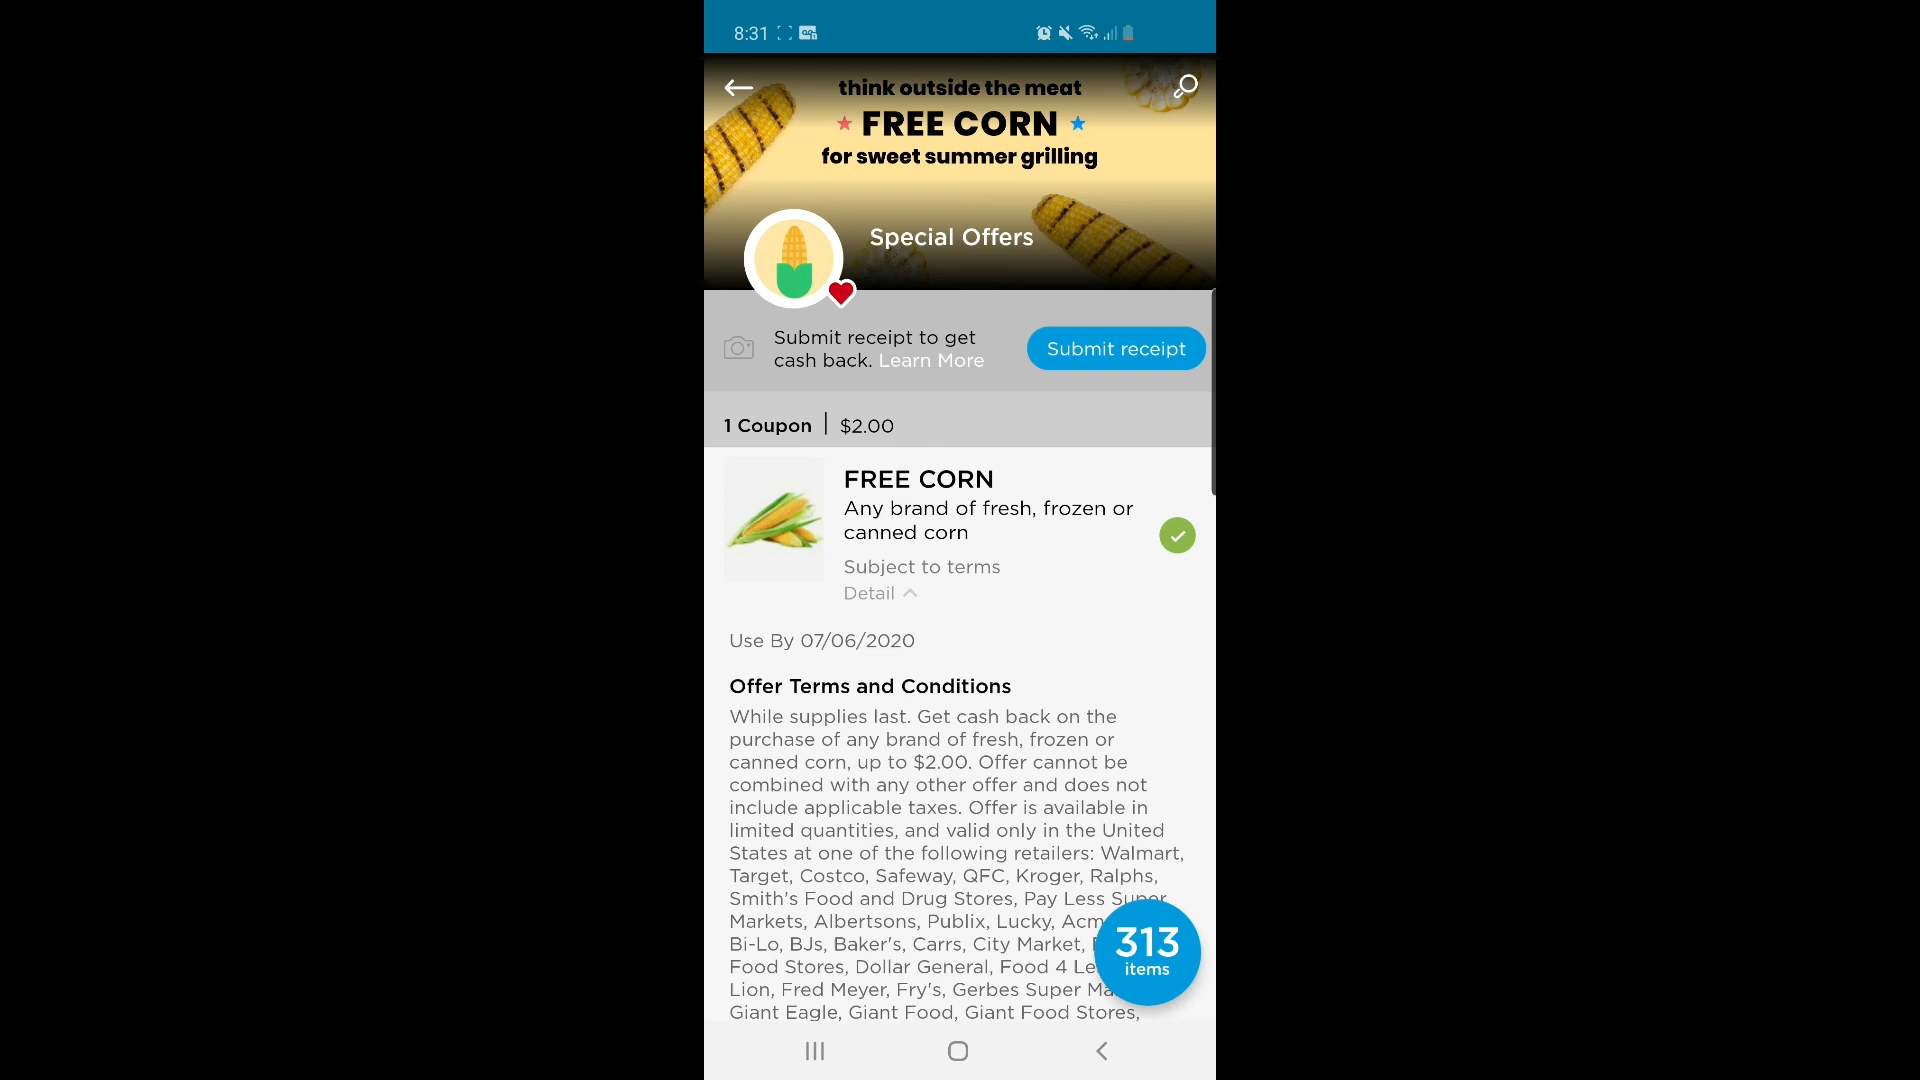 8:31
think outside the meat
FREE CORN
for sweet summer grilling
Special Offers
Submit receipt to get
cash back. Learn More
Submit receipt
1 Coupon | $2.00
FREE CORN
Any brand of fresh, frozen or
canned corn
Subject to terms
Detail
Use By 07/06/2020
Offer Terms and Conditions
While supplies last. Get cash back on the
purchase of any brand of fresh, frozen or
canned corn, up to $2.00. Offer cannot be
combined with any other offer and does not
include applicable taxes. Offer is available in
limited quantities, and valid only in the United
States at one of the following retailers: Walmart,
Target, Costco, Safeway, QFC, Kroger, Ralphs,
Smith's Food and Drug Stores, Pay Less Super
Markets, Albertsons, Publix, Lucky,
Bi-Lo, BJs, Baker's, Carrs, City Market,
Food Stores, Dollar General, Food 4
Lion, Fred Meyer, Fry's, Gerbes Super
Giant Eagle, Giant Food, Giant Food Stores,
313
items